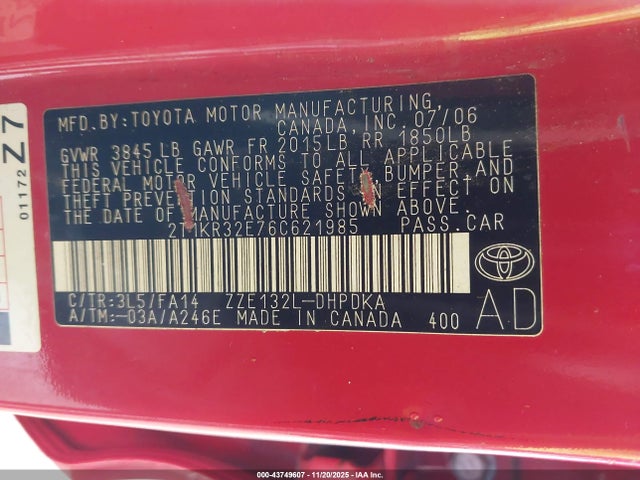 MFD.BY:TOYOTA MOTOR MANUFACTURING,
CANADA, INC. 07/06
GVWR 3845 LB GAWR FR 2015LB RR 1850LB
THIS VEHICLE CONFORMS TO ALL APPLICABLE
FEDERAL MOTOR VEHICLE SAFETY, BUMPER, AND
THEFT PREVENTION STANDARDS IN EFFECT ON
THE DATE OF MANUFACTURE SHOWN ABOVE.
KR32E76C621985 PASS.CAR
C/TR:3L5/FA14 ZZE132L-DHPDKA
A/TM:-03A/A246E MADE IN CANADA 400
AD
01172
Z 7
000-43749607 - 11/20/2025 - IAA Inc.